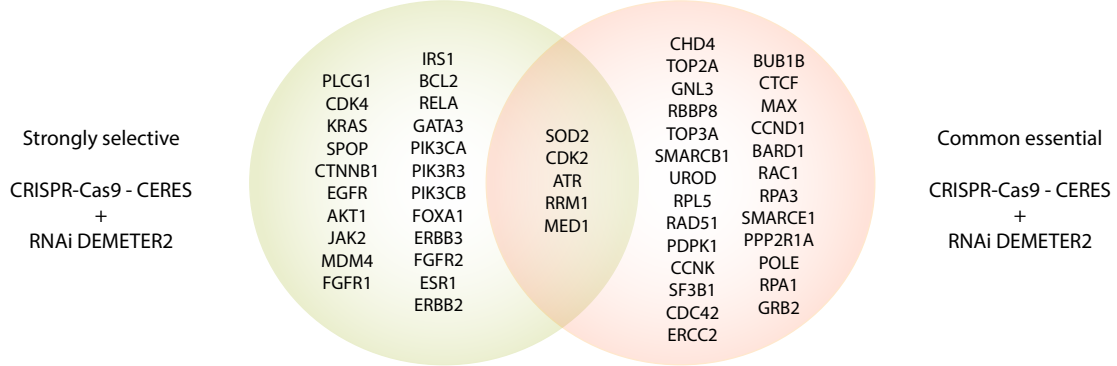 Strongly selective
CRISPR-Cas9 - CERES
+
RNAi DEMETER2
PLCG1
CDK4
KRAS
SPOP
CTNNB1
EGFR
AKT1
JAK2
MDM4
FGFR1
IRS1
BCL2
RELA
GATA3
PIK3CA
PIK3R3
PIK3CB
FOXA1
ERBB3
FGFR2
ESR1
ERBB2
SOD2
CDK2
ATR
RRM1
MED1
CHD4
TOP2A
GNL3
RBBP8
TOP3A
SMARCB1
UROD
RPL5
RAD51
PDPK1
CCNK
SF3B1
CDC42
ERCC2
BUB1B
CTCF
MAX
CCND1
BARD1
RAC1
RPA3
SMARCE1
PPP2R1A
POLE
RPA1
GRB2
Common essential
CRISPR-Cas9 - CERES
+
RNAi DEMETER2